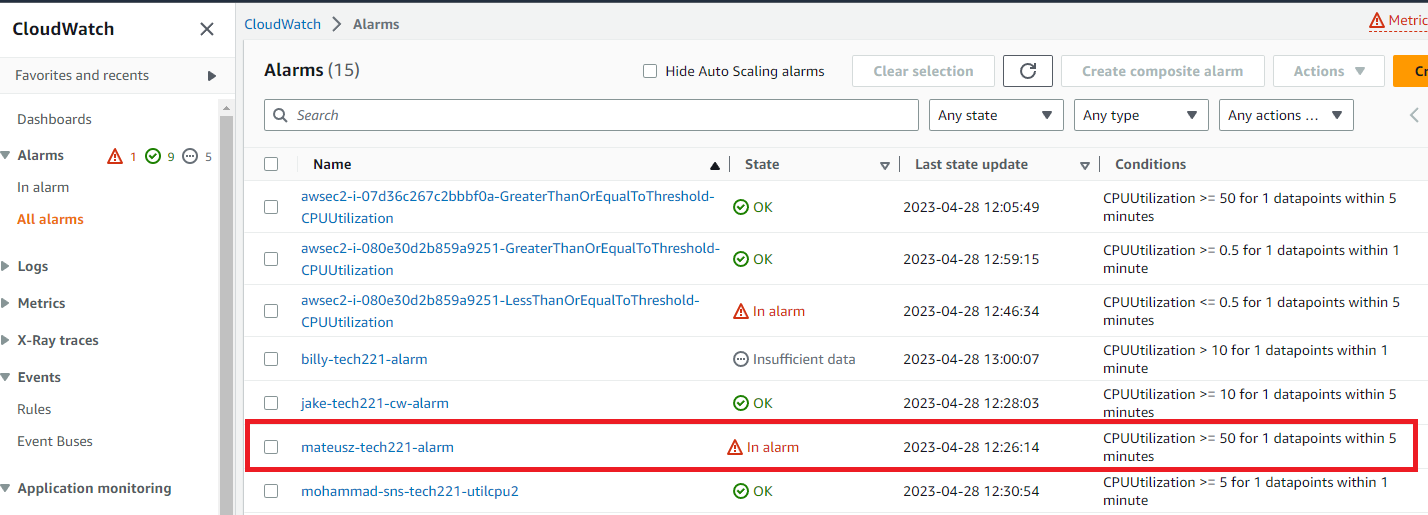 CloudWatch
CloudWatch > Alarms
Metric
Favorites and recents
Dashboards
Alarms 1 9 5
In alarm
All alarms
Logs
Metrics
X-Ray traces
Events
Rules
Event Buses
Application monitoring
Alarms (15)
Hide Auto Scaling alarms
Clear selection
Create composite alarm
Actions
Cr
Search
Any state
Any type
Any actions ...
Name State Last state update Conditions
awsec2-i-07d36c267c2bbbf0a-GreaterThanOrEqualToThreshold-
CPUUtilization
OK
2023-04-28 12:05:49
CPUUtilization >= 50 for 1 datapoints within 5
minutes
awsec2-i-080e30d2b859a9251-GreaterThanOrEqualToThreshold-
CPUUtilization
OK
2023-04-28 12:59:15
CPUUtilization >= 0.5 for 1 datapoints within 1
minute
awsec2-i-080e30d2b859a9251-LessThanOrEqualToThreshold-
CPUUtilization
In alarm
2023-04-28 12:46:34
CPUUtilization <= 0.5 for 1 datapoints within 5
minutes
billy-tech221-alarm
Insufficient data
2023-04-28 13:00:07
CPUUtilization > 10 for 1 datapoints within 1
minute
jake-tech221-cw-alarm
OK
2023-04-28 12:28:03
CPUUtilization >= 10 for 1 datapoints within 5
minutes
mateusz-tech221-alarm
In alarm
2023-04-28 12:26:14
CPUUtilization >= 50 for 1 datapoints within 5
minutes
mohammad-sns-tech221-utilcpu2
OK
2023-04-28 12:30:54
CPUUtilization >= 5 for 1 datapoints within 1
minute